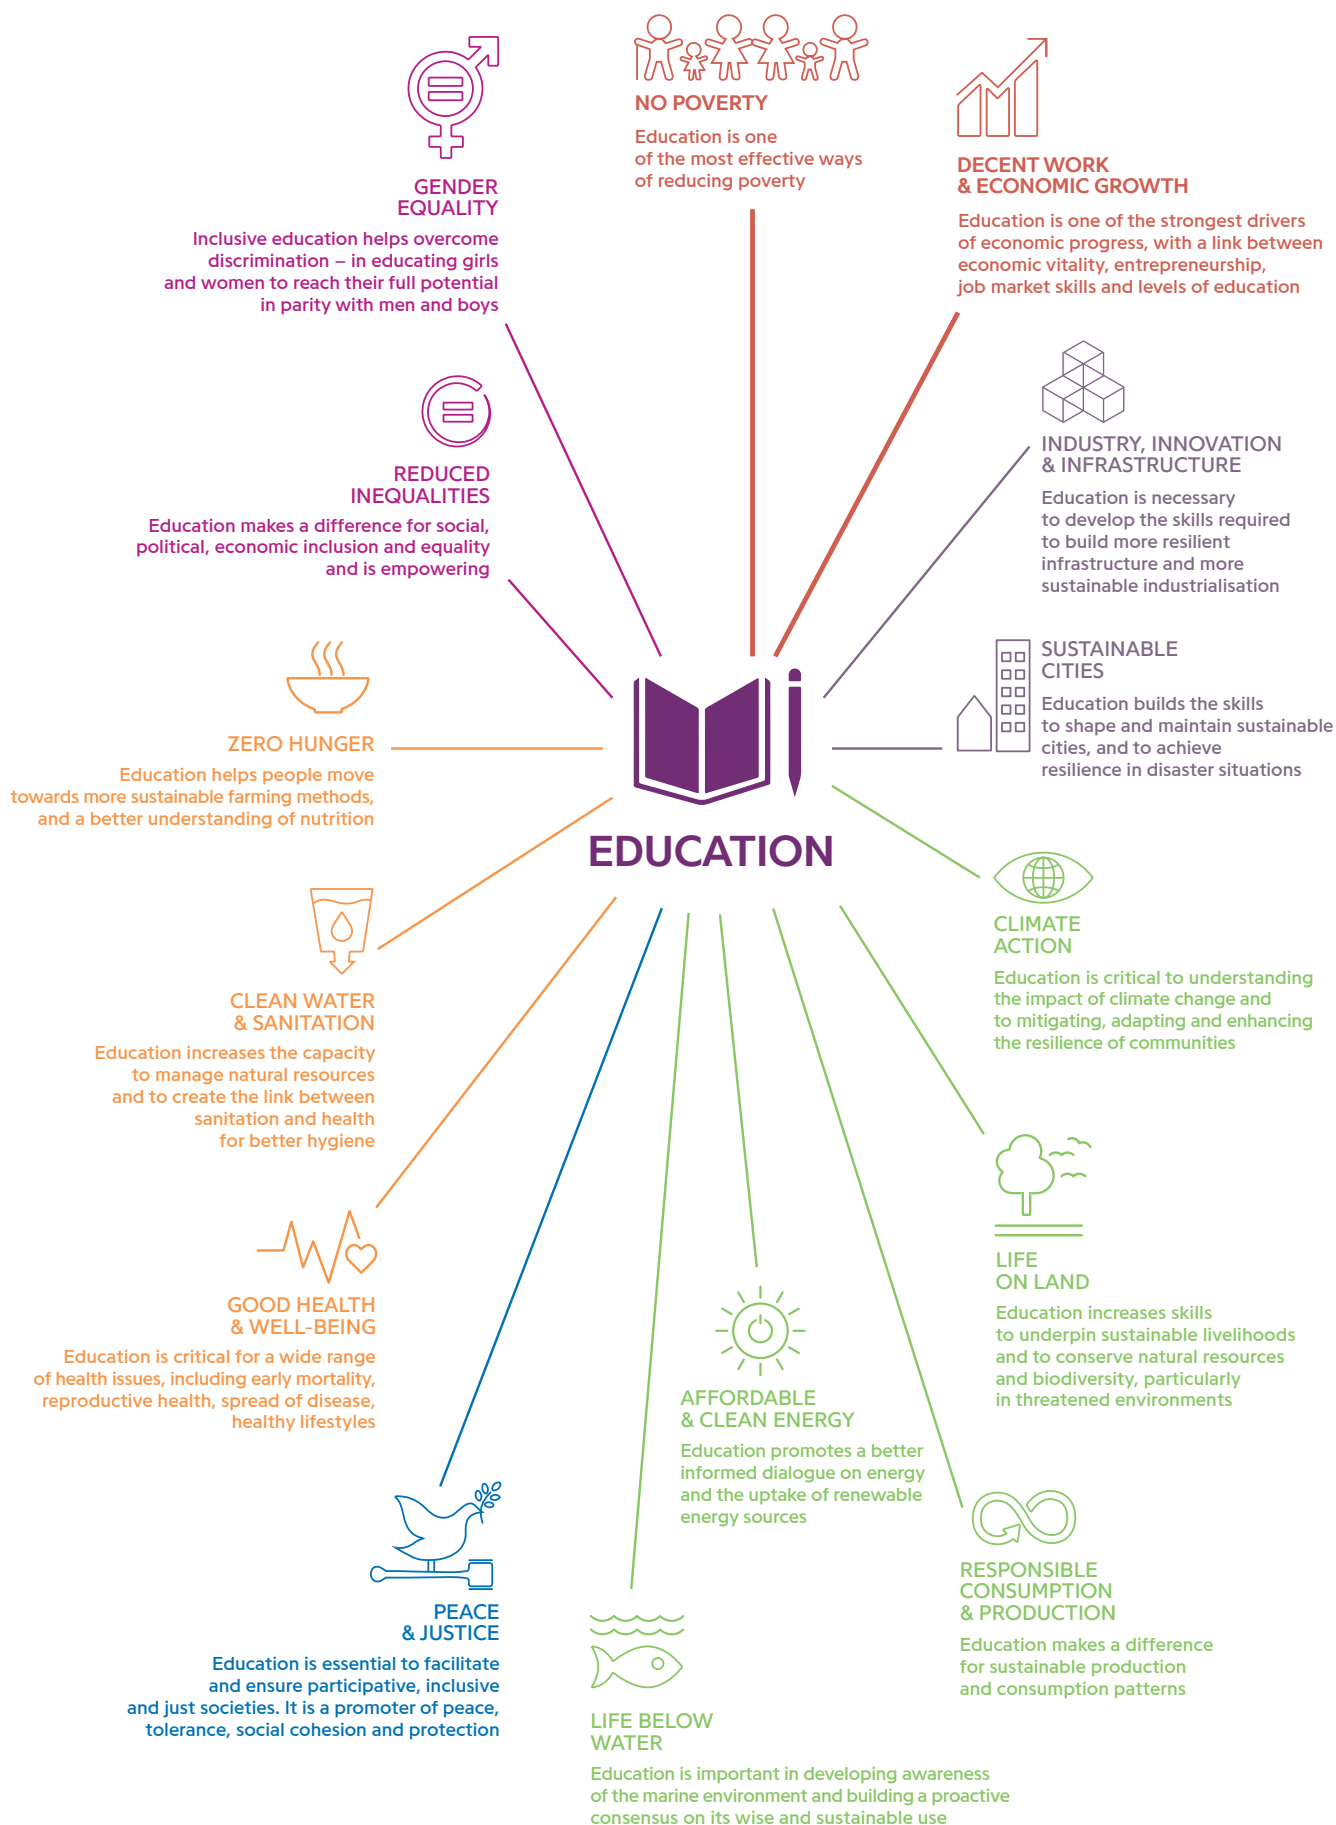 NO POVERTY
Education is one
of the most effective ways
of reducing poverty
DECENT WORK
& ECONOMIC GROWTH
Education is one of the strongest drivers
of economic progress, with a link between
economic vitality, entrepreneurship,
job market skills and levels of education
INDUSTRY, INNOVATION
& INFRASTRUCTURE
Education is necessary
to develop the skills required
to build more resilient
infrastructure and more
sustainable industrialisation
SUSTAINABLE
CITIES
Education builds the skills
to shape and maintain sustainable
cities, and to achieve
resilience in disaster situations
CLIMATE
ACTION
Education is critical to understanding
the impact of climate change and
to mitigating, adapting and enhancing
the resilience of communities
LIFE
ON LAND
Education increases skills
to underpin sustainable livelihoods
and to conserve natural resources
and biodiversity, particularly
in threatened environments
RESPONSIBLE
CONSUMPTION
& PRODUCTION
Education makes a difference
for sustainable production
and consumption patterns
AFFORDABLE
& CLEAN ENERGY
Education promotes a better
informed dialogue on energy
and the uptake of renewable
energy sources
LIFE BELOW
WATER
Education is important in developing awareness
of the marine environment and building a proactive
consensus on its wise and sustainable use
PEACE
& JUSTICE
Education is essential to facilitate
and ensure participative, inclusive
and just societies. It is a promoter of peace,
tolerance, social cohesion and protection
GOOD HEALTH
& WELL-BEING
Education is critical for a wide range
of health issues, including early mortality,
reproductive health, spread of disease,
healthy lifestyles
CLEAN WATER
& SANITATION
Education increases the capacity
to manage natural resources
and to create the link between
sanitation and health
for better hygiene
ZERO HUNGER
Education helps people move
towards more sustainable farming methods,
and a better understanding of nutrition
REDUCED
INEQUALITIES
Education makes a difference for social,
political, economic inclusion and equality
and is empowering
GENDER
EQUALITY
Inclusive education helps overcome
discrimination – in educating girls
and women to reach their full potential
in parity with men and boys
EDUCATION